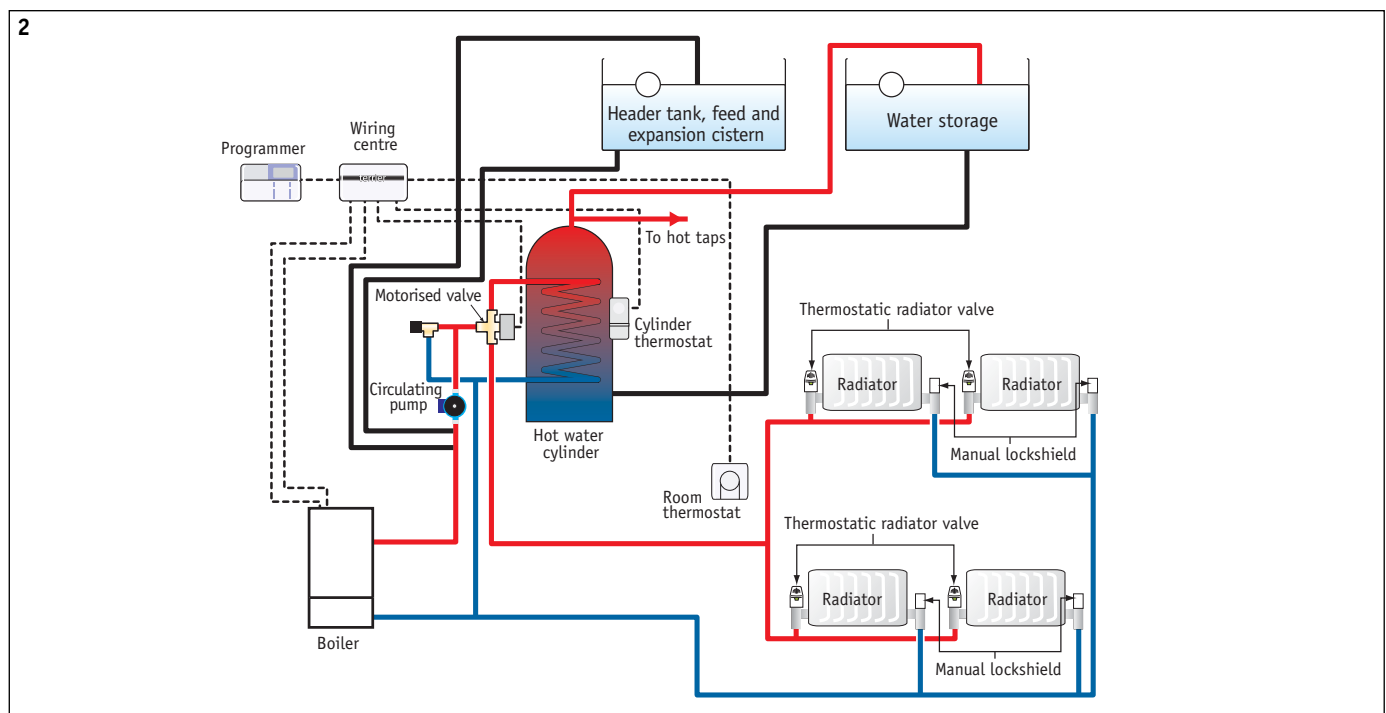 2
Header tank, feed and
expansion cistern
Water storage
Wiring
centre
Programmer
terrier
To hot taps
Motorised valve
Cylinder
thermostat
Thermostatic radiator valve
Radiator
Radiator
Circulating
pump
Hot water
cylinder
Manual lockshield
Room
thermostat
Thermostatic radiator valve
Radiator
Radiator
Boiler
Manual lockshield